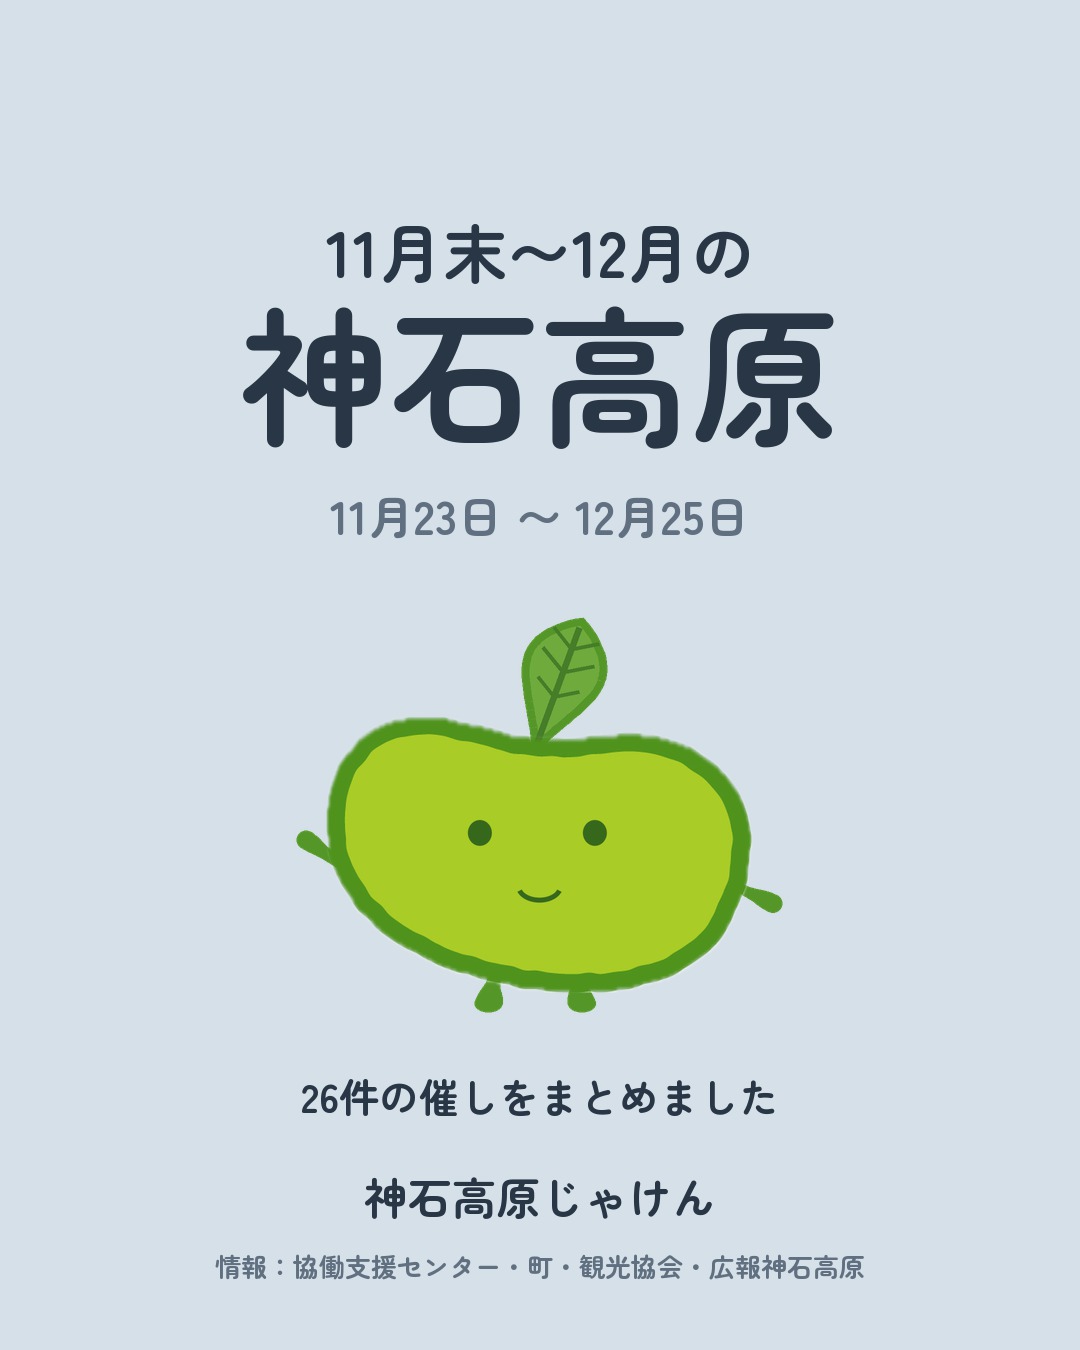 11月末〜12月の
神石高原
11月23日 〜 12月25日
26件の催しをまとめました
神石高原じゃけん
情報：協働支援センター・町・観光協会・広報神石高原